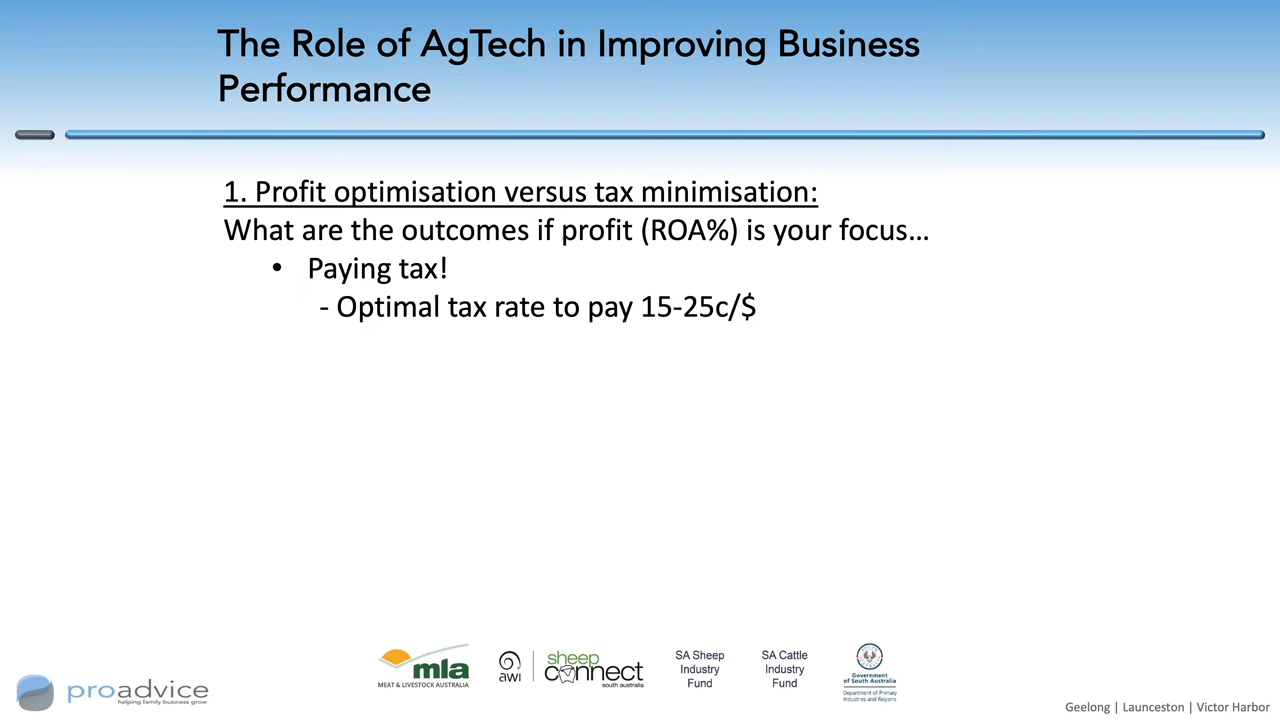 The Role of AgTech in Improving Business
Performance
1. Profit optimisation versus tax minimisation:
What are the outcomes if profit (ROA%) is your focus…
• Paying tax!
- Optimal tax rate to pay 15-25c/$
mla
MEAT & LIVESTOCK AUSTRALIA
awi
sheep
connect
south australia
SA Sheep
Industry
Fund
SA Cattle
Industry
Fund
Government
of South Australia
Department of Primary
Industries and Regions
proadvice
helping family business grow
Geelong | Launceston | Victor Harbor